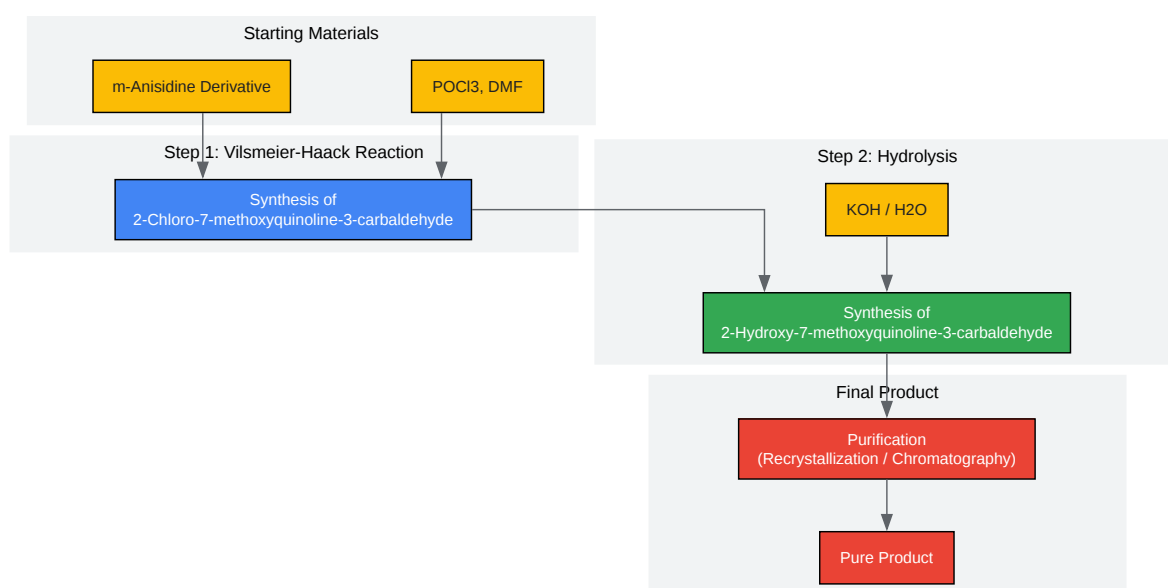 Starting Materials
m-Anisidine Derivative
POCl3, DMF
Step 1: Vilsmeier-Haack Reaction
Synthesis of
2-Chloro-7-methoxyquinoline-3-carbaldehyde
Step 2: Hydrolysis
KOH / H2O
Synthesis of
2-Hydroxy-7-methoxyquinoline-3-carbaldehyde
Final Product
Purification
(Recrystallization / Chromatography)
Pure Product